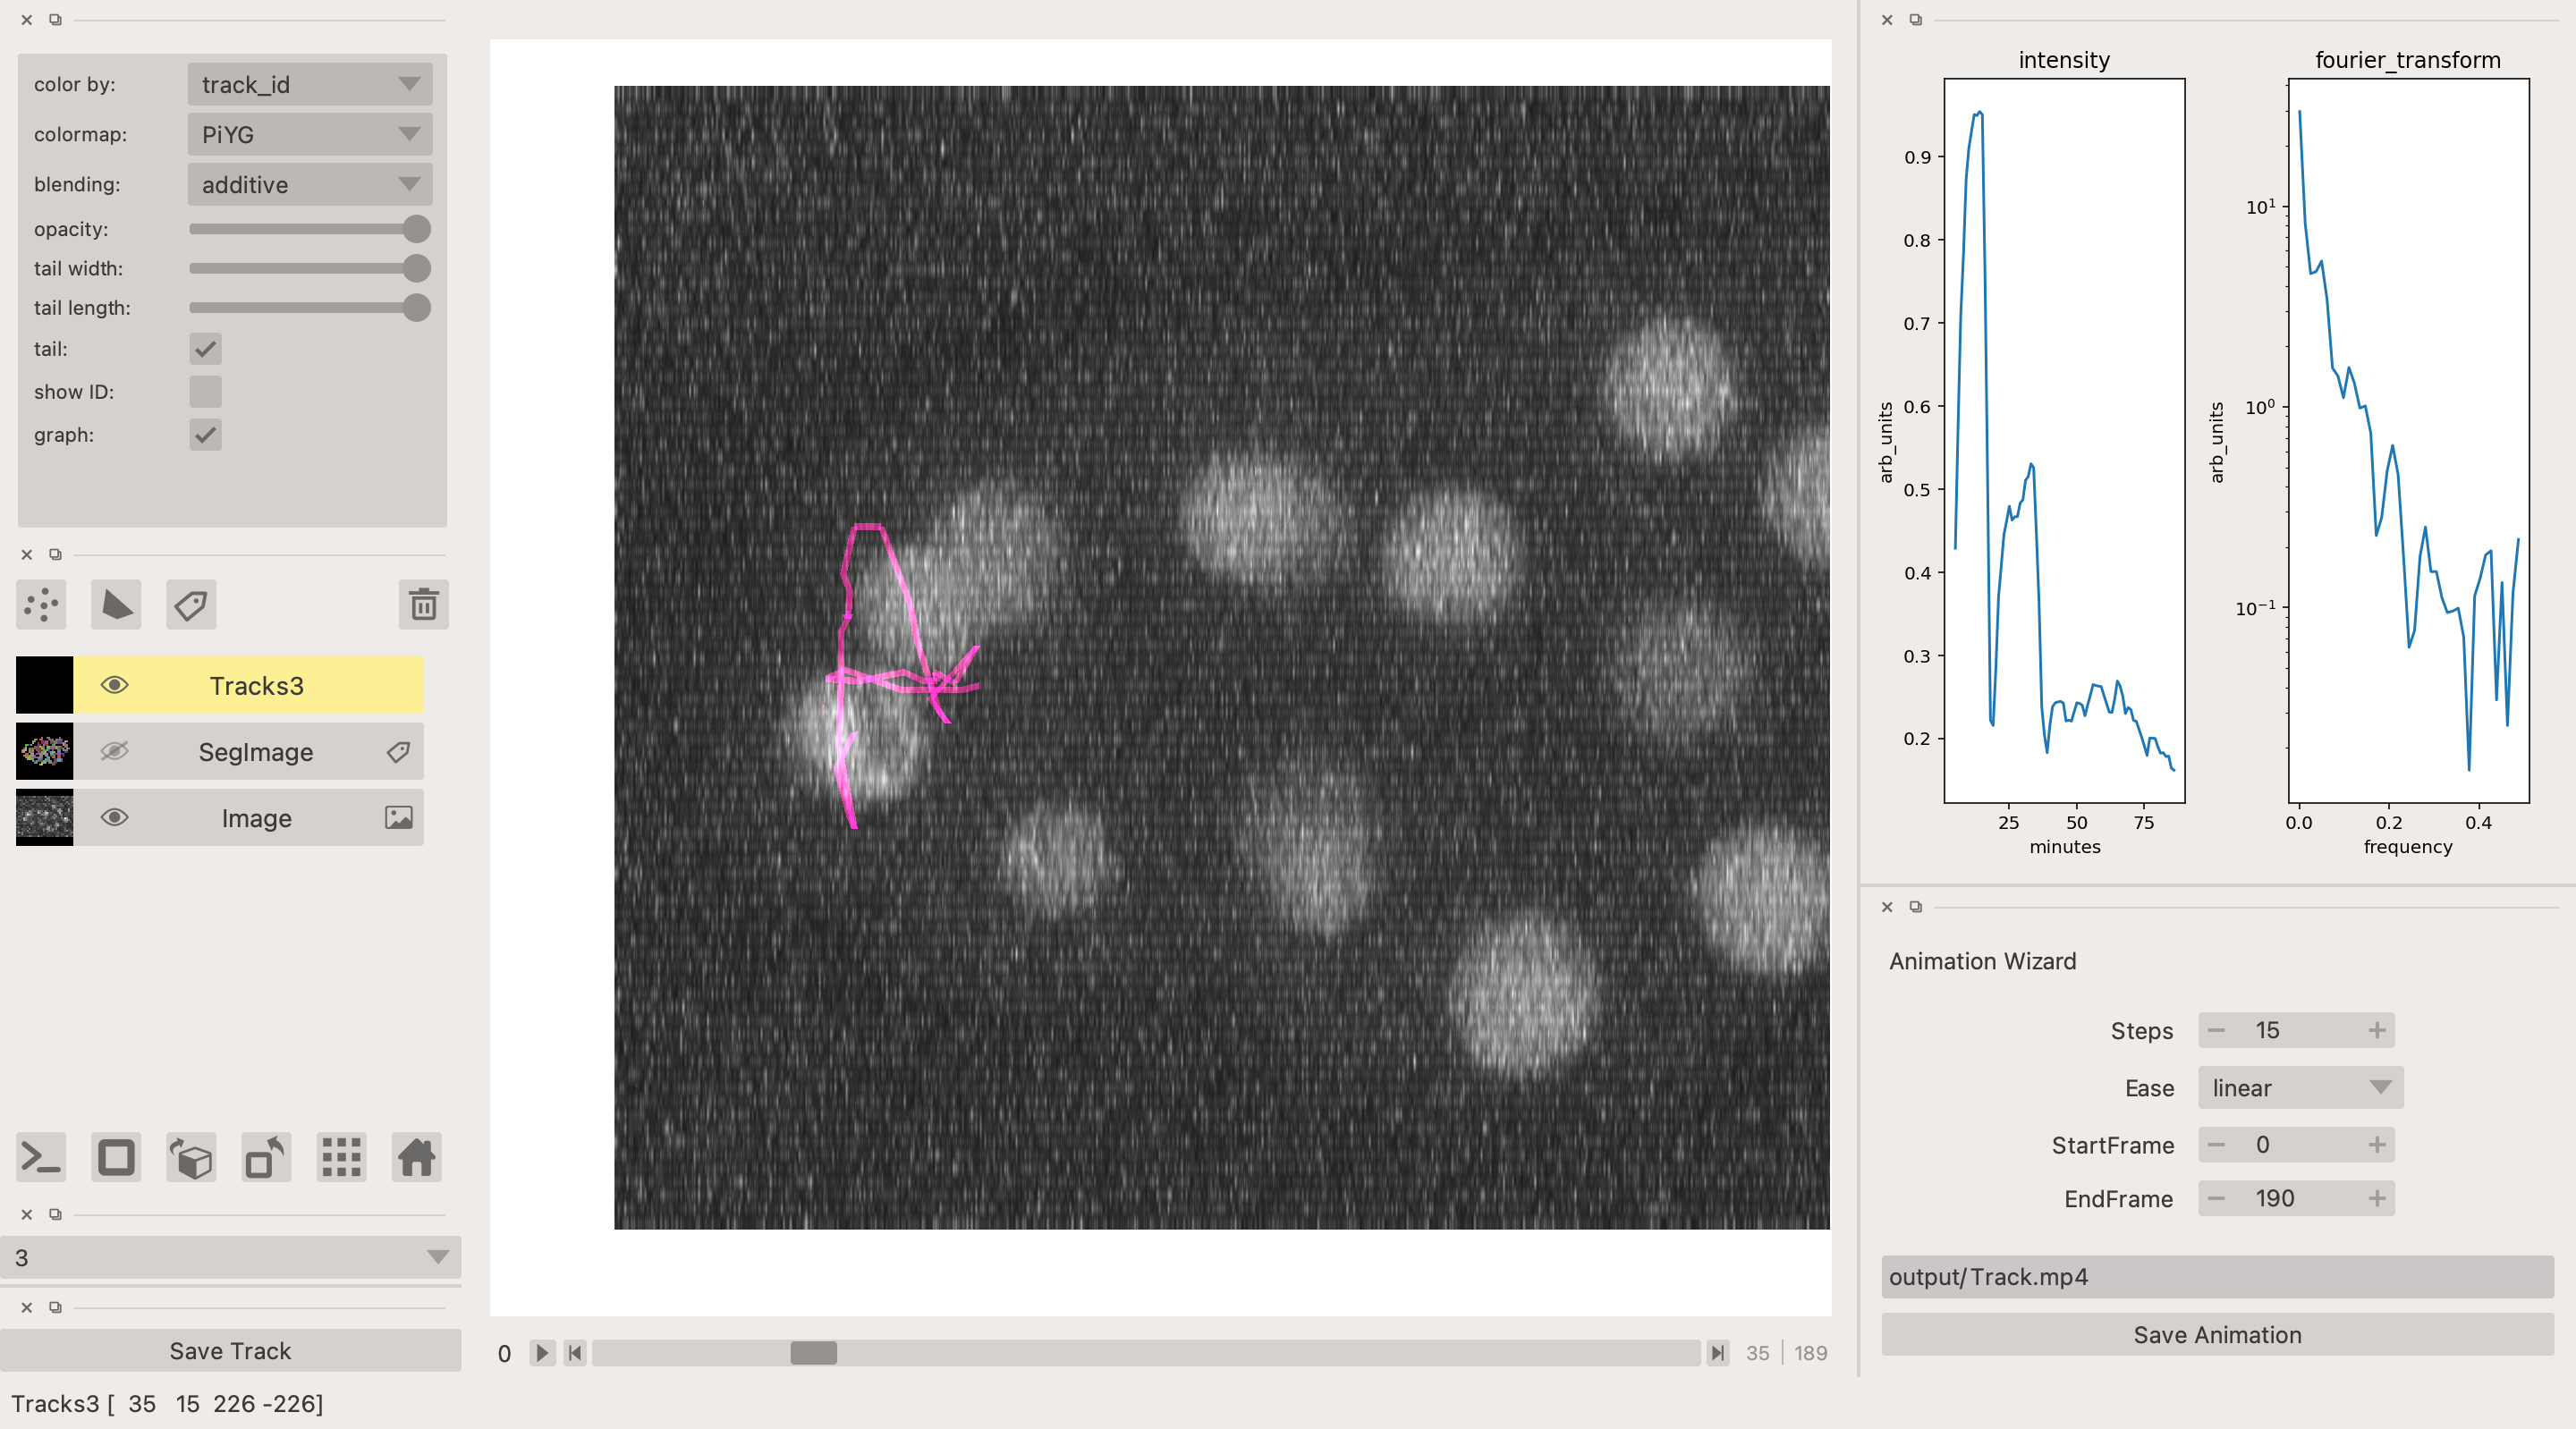 color by: track_id
colormap: PiYG
blending: additive
opacity:
tail width:
tail length:
tail:
show ID:
graph:
Tracks3
SegImage
Image
3
Save Track
Tracks3 [ 35 15 226 -226]
0
35 189
intensity
arb_units
0.9
0.8
0.7
0.6
0.5
0.4
0.3
0.2
25 50 75
minutes
fourier_transform
arb_units
10¹
10⁰
10⁻¹
0.0 0.2 0.4
frequency
Animation Wizard
Steps 15
Ease linear
StartFrame 0
EndFrame 190
output/Track.mp4
Save Animation